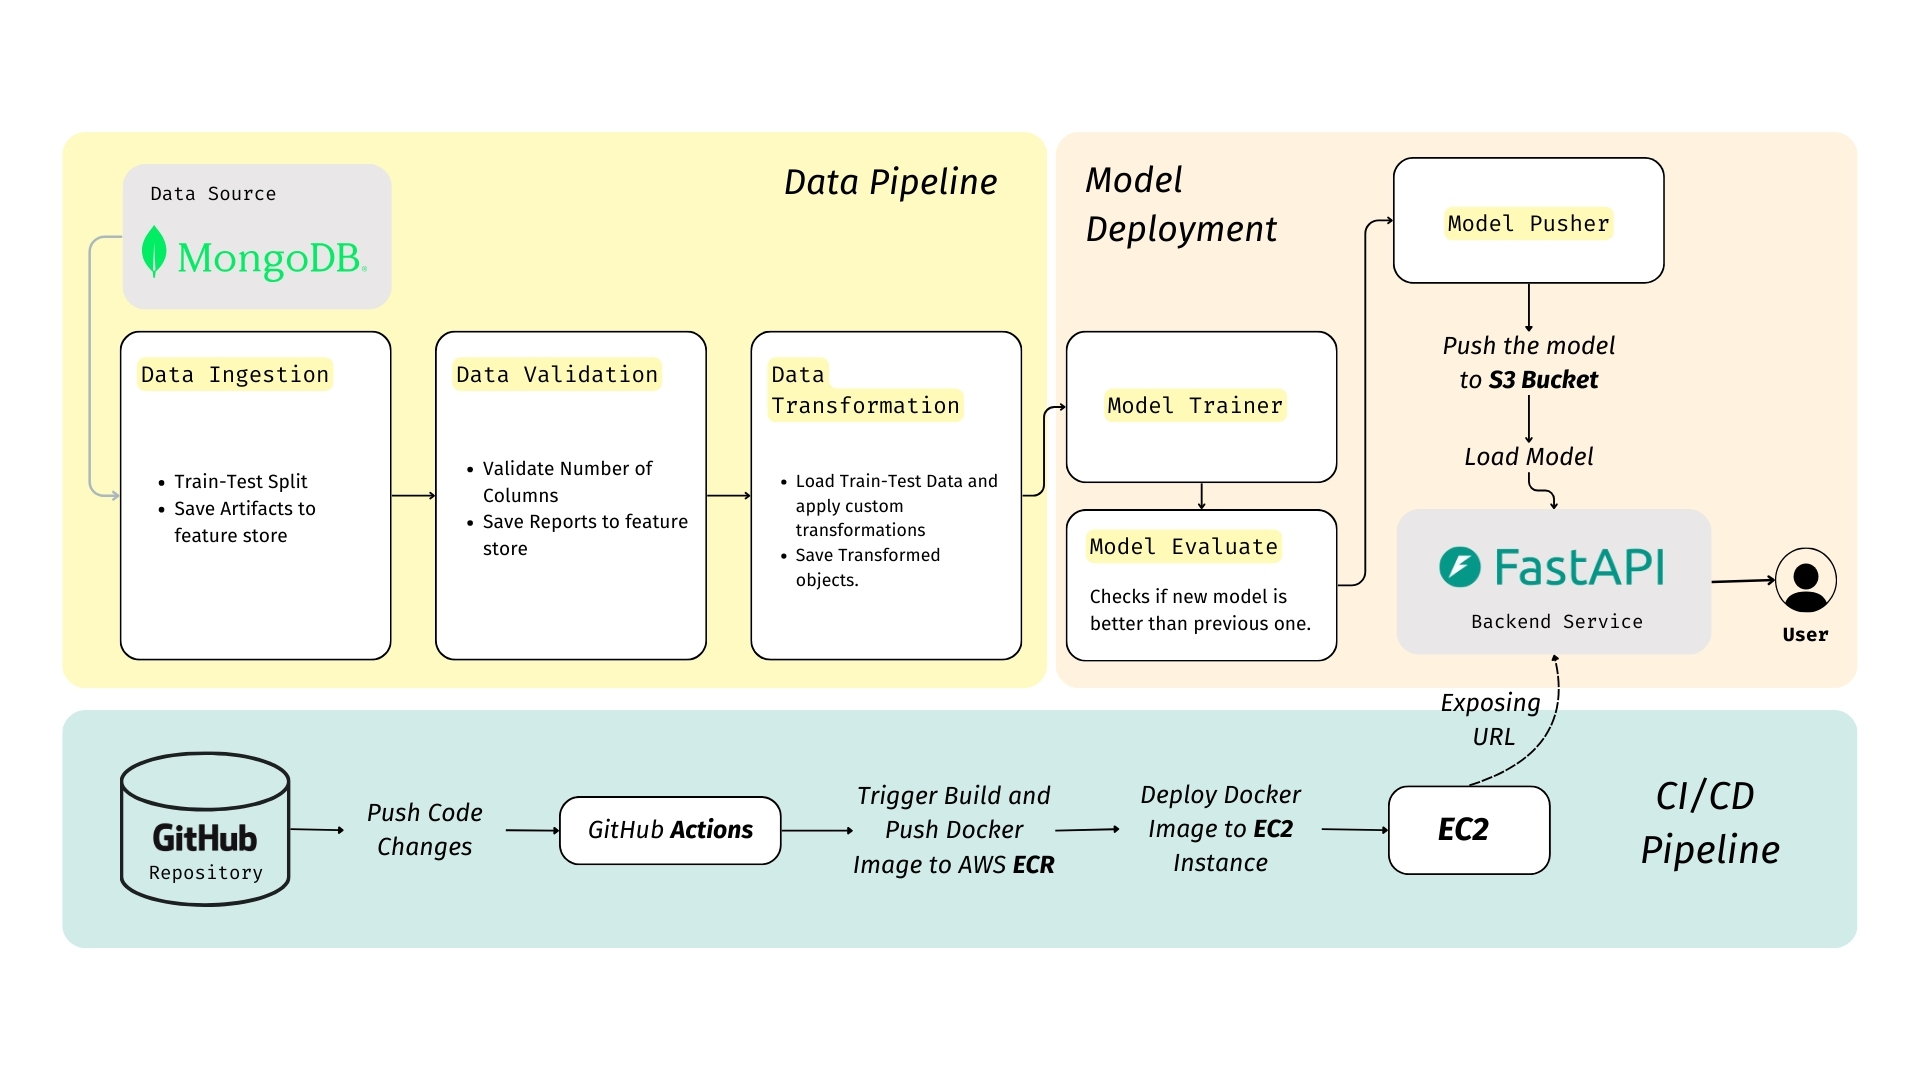 Data Source
MongoDB®
Data Pipeline
Data Ingestion
• Train-Test Split
• Save Artifacts to
feature store
Data Validation
• Validate Number of
Columns
• Save Reports to feature
store
Data
Transformation
• Load Train-Test Data and
apply custom
transformations
• Save Transformed
objects.
Model
Deployment
Model Trainer
Model Evaluate
Checks if new model is
better than previous one.
Model Pusher
Push the model
to S3 Bucket
Load Model
FastAPI
Backend Service
User
Exposing
URL
GitHub
Repository
Push Code
Changes
GitHub Actions
Trigger Build and
Push Docker
Image to AWS ECR
Deploy Docker
Image to EC2
Instance
EC2
CI/CD
Pipeline